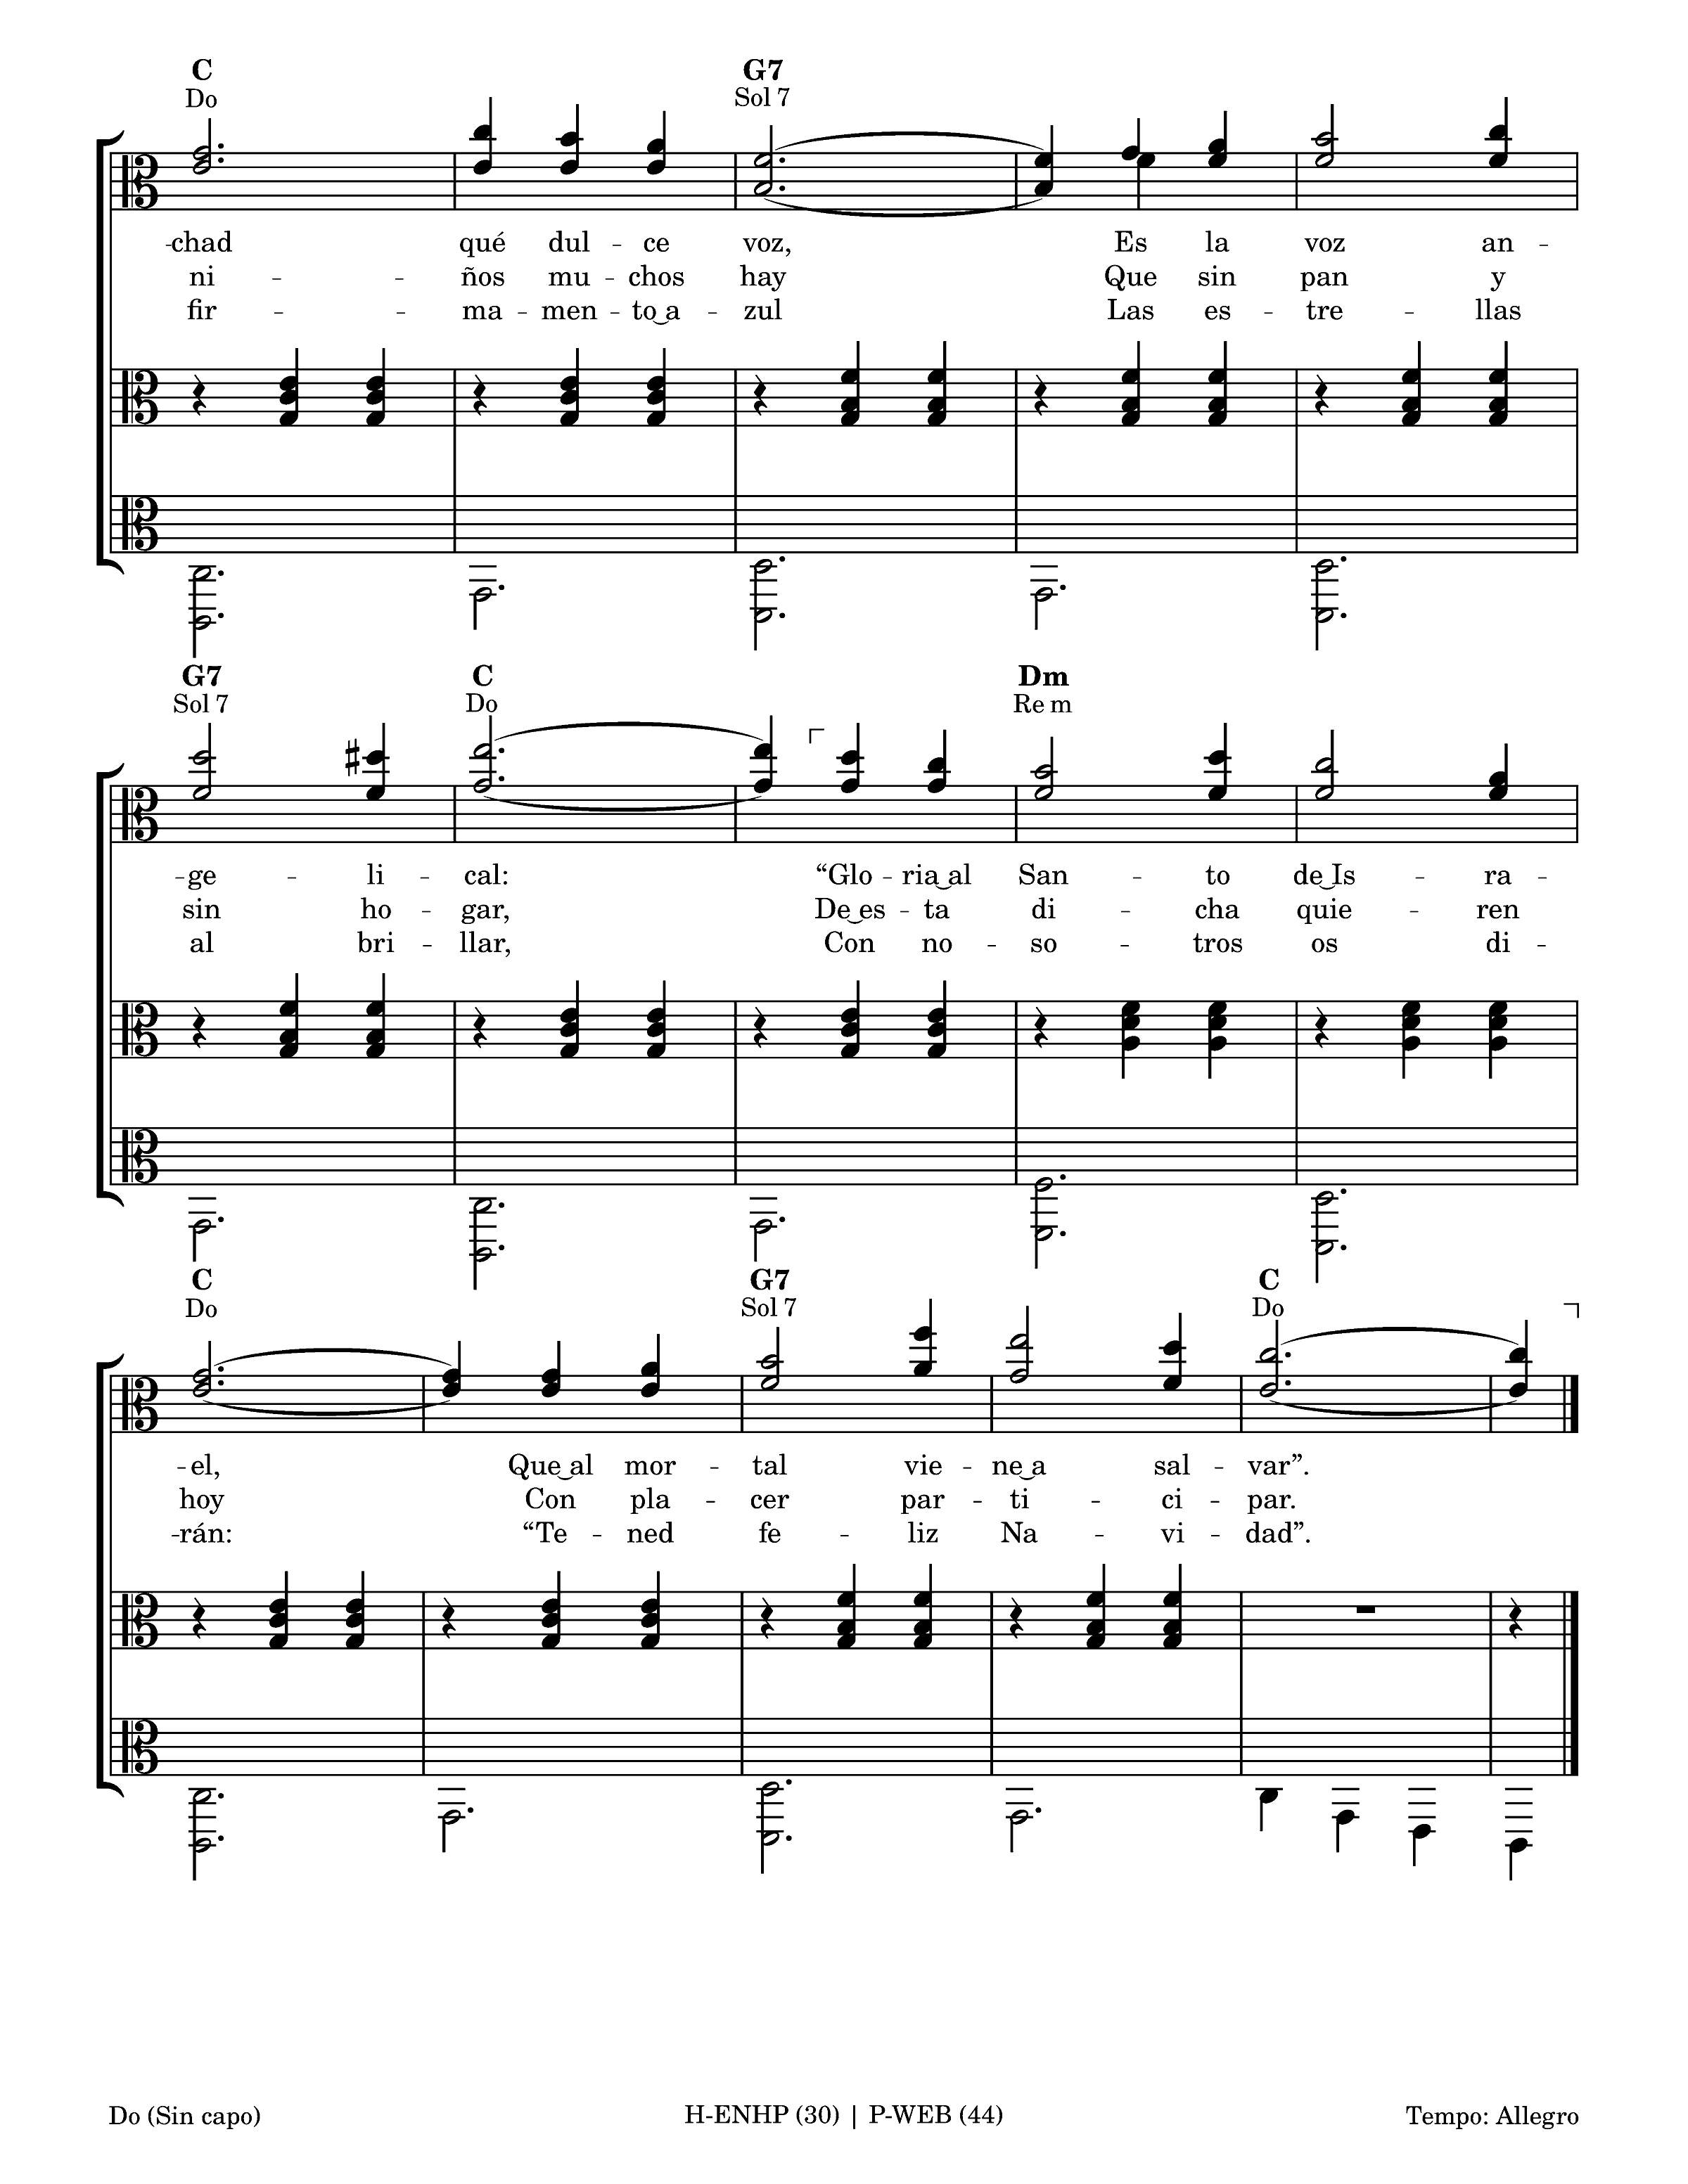 C G7
Do Sol 7
-chad qué dul - ce voz, Es la voz an -
ni - ños mu - chos hay Que sin pan y
fir - ma - men - to‿a - zul Las es - tre - llas
G7 C Dm
Sol 7 Do Re m
-ge - li - cal: “Glo - ria‿al San - to de‿Is - ra -
sin ho - gar, De‿es - ta di - cha quie - ren
al bri - llar, Con no - so - tros os di -
C G7 C
Do Sol 7 Do
-el, Que‿al mor - tal vie - ne‿a sal - var”.
hoy Con pla - cer par - ti - ci - par.
-rán: “Te - ned fe - liz Na - vi - dad”.
Do (Sin capo) H-ENHP (30) | P-WEB (44) Tempo: Allegro